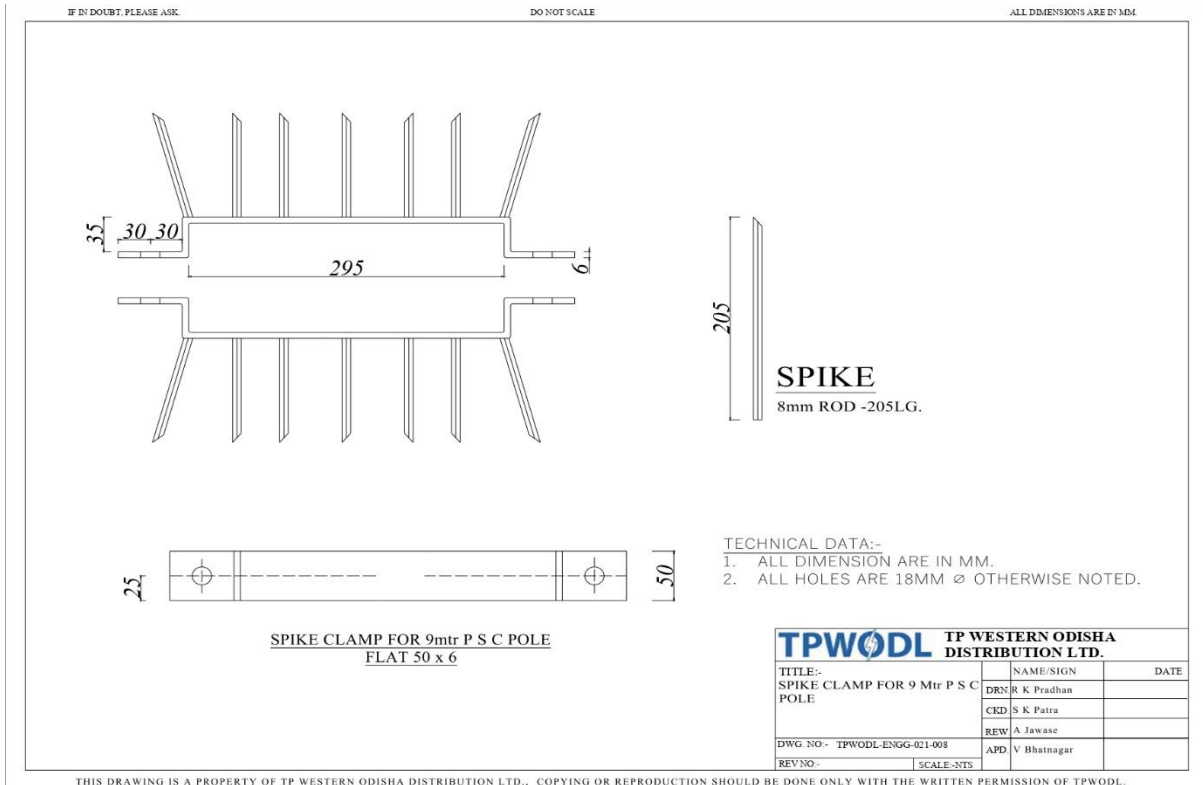 IF IN DOUBT, PLEASE ASK.
DO NOT SCALE
ALL DIMENSIONS ARE IN MM.
35
30 30
295
6
205
SPIKE
8mm ROD -205LG.
25
50
SPIKE CLAMP FOR 9mtr P S C POLE
FLAT 50 x 6
TECHNICAL DATA:-
1. ALL DIMENSION ARE IN MM.
2. ALL HOLES ARE 18MM ⌀ OTHERWISE NOTED.
TPWODL
TP WESTERN ODISHA
DISTRIBUTION LTD.
TITLE:-
SPIKE CLAMP FOR 9 Mtr P S C
POLE
NAME/SIGN
DATE
DRN. R K Pradhan
CKD. S K Patra
REW A Jawase
APD. V Bhatnagar
DWG. NO:- TPWODL-ENGG-021-008
REV NO:-
SCALE:-NTS
THIS DRAWING IS A PROPERTY OF TP WESTERN ODISHA DISTRIBUTION LTD., COPYING OR REPRODUCTION SHOULD BE DONE ONLY WITH THE WRITTEN PERMISSION OF TPWODL.